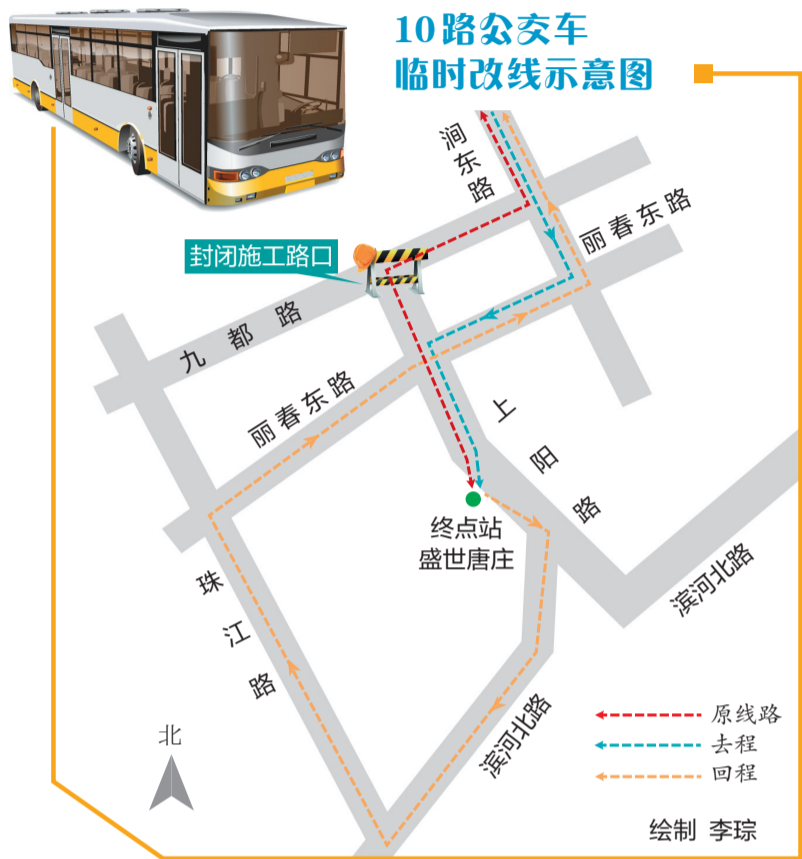 10路公交车
临时改线示意图
涧东路
丽春东路
封闭施工路口
九都路
丽春东路
上阳路
终点站
盛世唐庄
滨河北路
珠江路
滨河北路
北
原线路
去程
回程
绘制 李琮